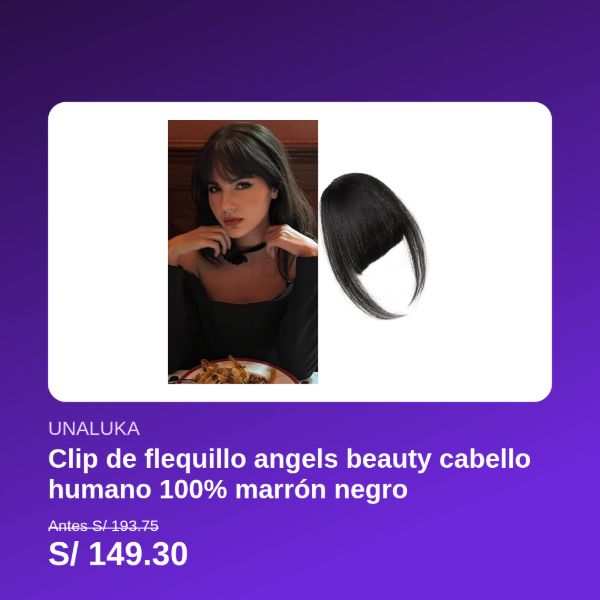 UNALUKA
Clip de flequillo angels beauty cabello
humano 100% marrón negro
Antes S/ 193.75
S/ 149.30